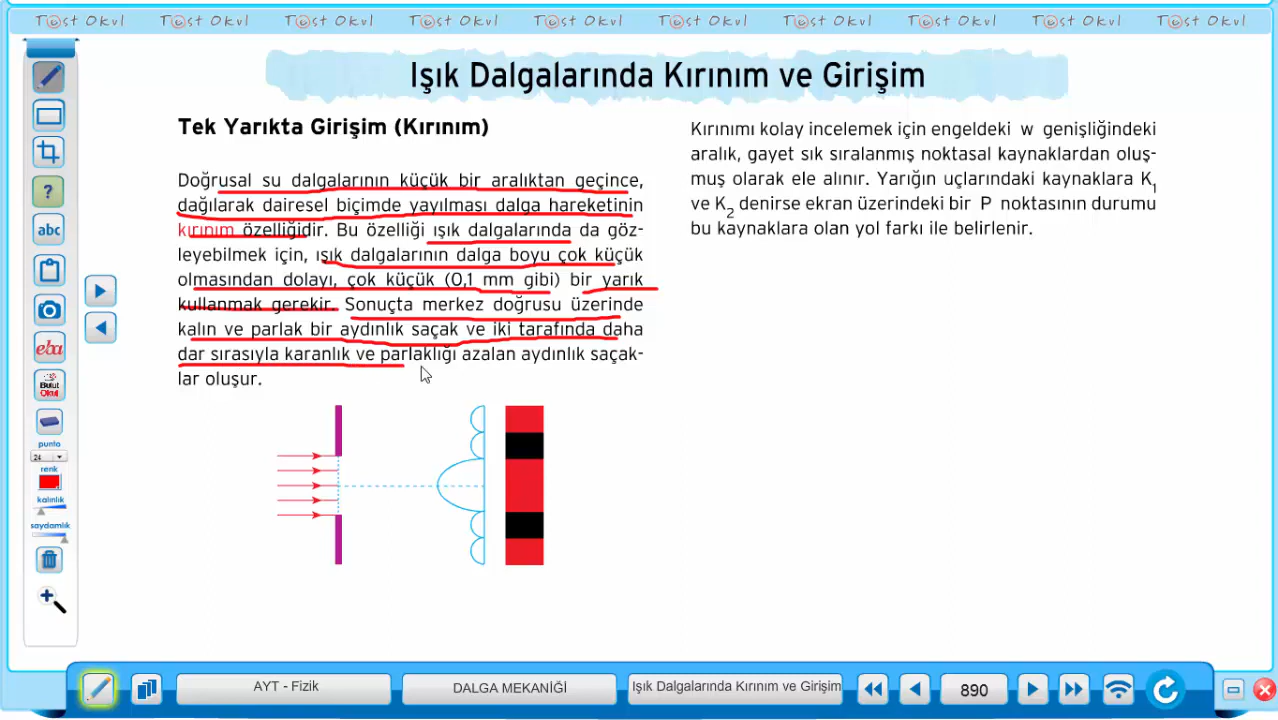 Test Okul Test Okul Test Okul Test Okul Test Okul Test Okul Test Okul Test Okul Test Okul Test Okul
Işık Dalgalarında Kırınım ve Girişim
Tek Yarıkta Girişim (Kırınım)
Doğrusal su dalgalarının küçük bir aralıktan geçince,
dağılarak dairesel biçimde yayılması dalga hareketinin
kırınım özelliğidir. Bu özelliği ışık dalgalarında da göz-
leyebilmek için, ışık dalgalarının dalga boyu çok küçük
olmasından dolayı, çok küçük (0,1 mm gibi) bir yarık
kullanmak gerekir. Sonuçta merkez doğrusu üzerinde
kalın ve parlak bir aydınlık saçak ve iki tarafında daha
dar sırasıyla karanlık ve parlaklığı azalan aydınlık saçak-
lar oluşur.
Kırınımı kolay incelemek için engeldeki w genişliğindeki
aralık, gayet sık sıralanmış noktasal kaynaklardan oluş-
muş olarak ele alınır. Yarığın uçlarındaki kaynaklara K1
ve K2 denirse ekran üzerindeki bir P noktasının durumu
bu kaynaklara olan yol farkı ile belirlenir.
?
abc
eba
Bulut
Okul
punto
24
renk
kalınlık
saydamlık
AYT - Fizik
DALGA MEKANİĞİ
Işık Dalgalarında Kırınım ve Girişim
890